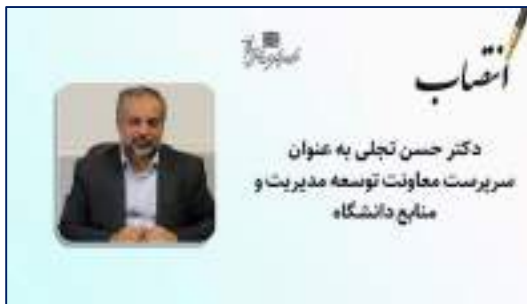 انتصاب
دکتر حسن تجلی به عنوان
سرپرست معاونت توسعه مدیریت و
منابع دانشگاه